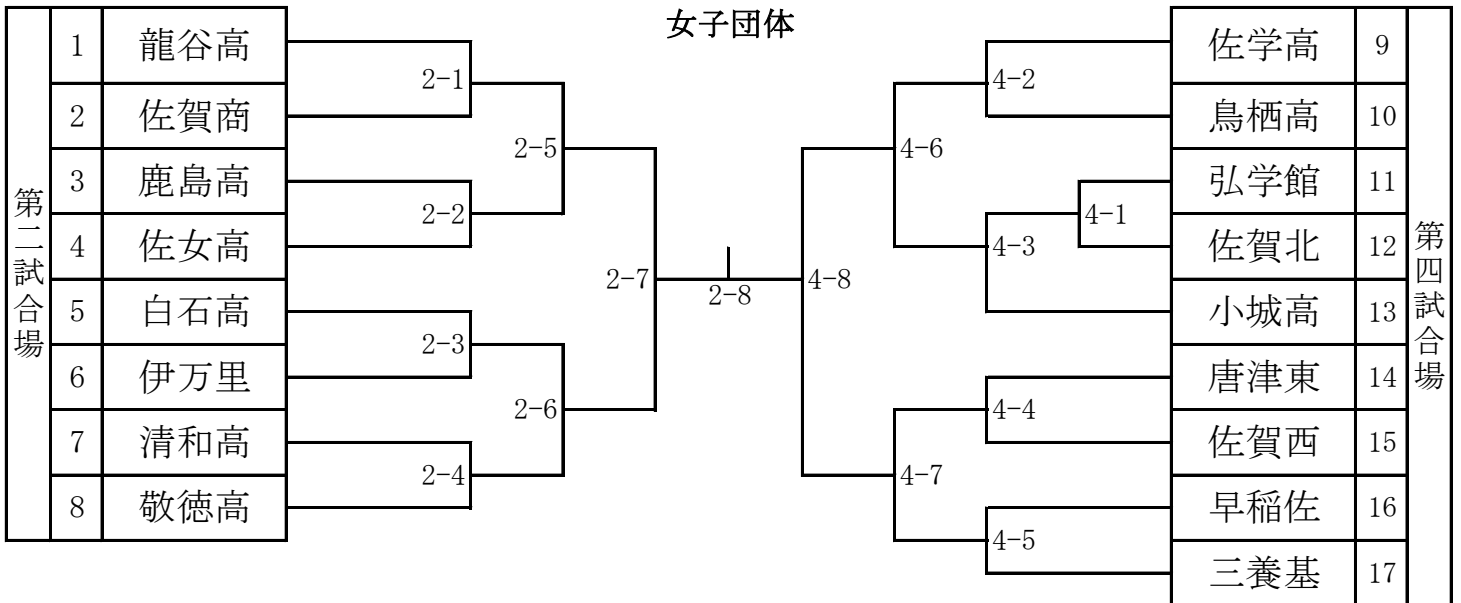 女子団体
第二試合場
1 龍谷高
2 佐賀商
3 鹿島高
4 佐女高
5 白石高
6 伊万里
7 清和高
8 敬徳高
2-1
2-2
2-3
2-4
2-5
2-6
2-7
2-8
4-8
4-6
4-7
4-2
4-3
4-1
4-4
4-5
佐学高 9
鳥栖高 10
弘学館 11
佐賀北 12
小城高 13
唐津東 14
佐賀西 15
早稲佐 16
三養基 17
第四試合場